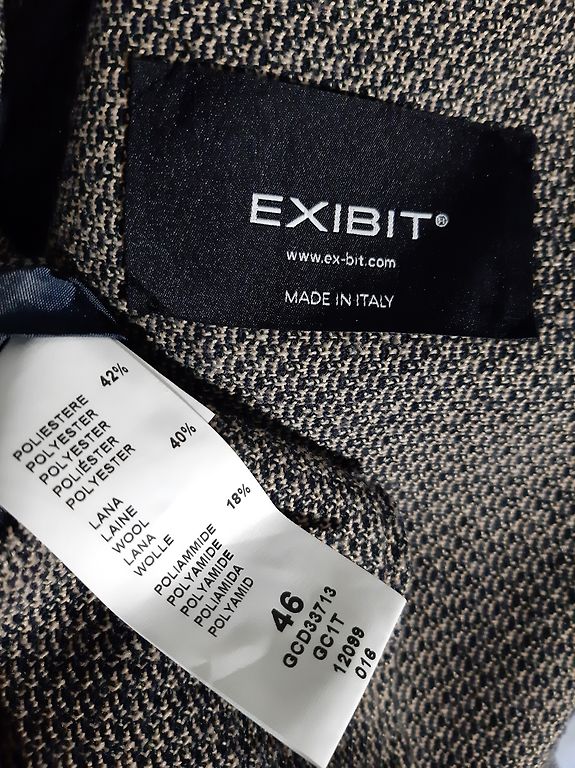 EXIBIT®
www.ex-bit.com
MADE IN ITALY
42%
POLIESTERE
POLYESTER
POLYESTER
POLIÉSTER
POLYESTER
40%
LANA
LAINE
WOOL
LANA
WOLLE
18%
POLIAMMIDE
POLYAMIDE
POLYAMIDE
POLIAMIDA
POLYAMID
46
GCD33713
GC1T
12099
016